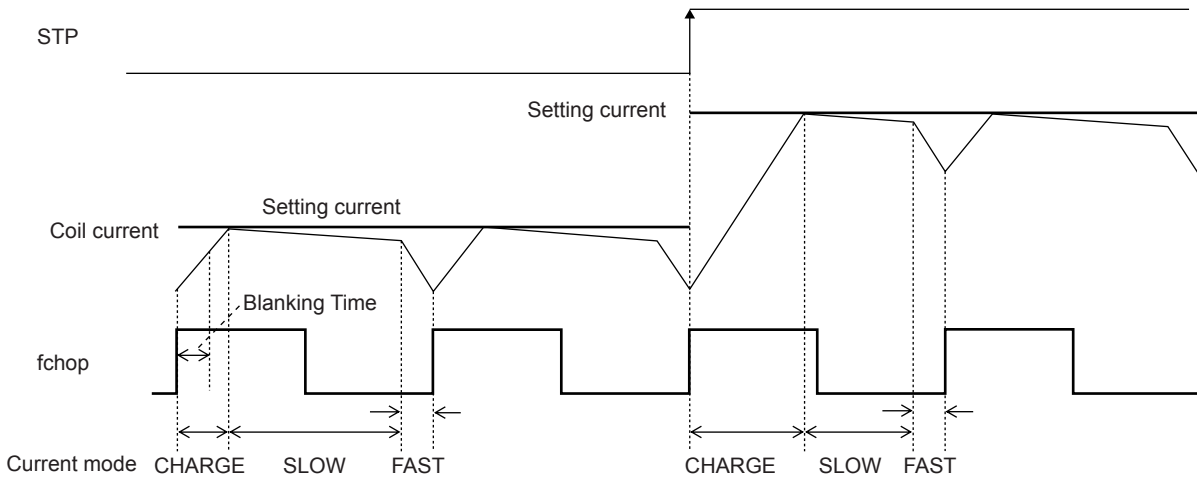 STP
Setting current
Setting current
Coil current
Blanking Time
fchop
Current mode CHARGE SLOW FAST CHARGE SLOW FAST